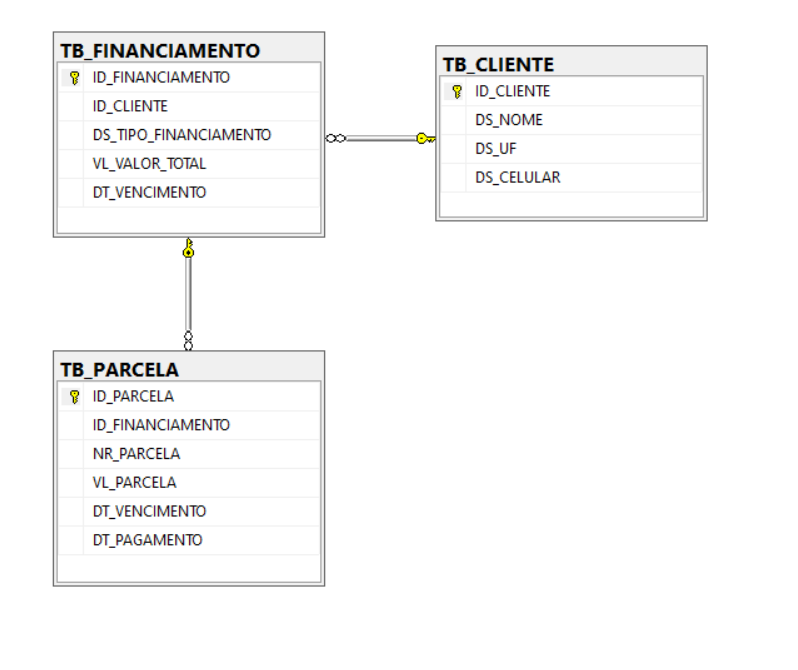 TB_FINANCIAMENTO
ID_FINANCIAMENTO
ID_CLIENTE
DS_TIPO_FINANCIAMENTO
VL_VALOR_TOTAL
DT_VENCIMENTO
TB_CLIENTE
ID_CLIENTE
DS_NOME
DS_UF
DS_CELULAR
TB_PARCELA
ID_PARCELA
ID_FINANCIAMENTO
NR_PARCELA
VL_PARCELA
DT_VENCIMENTO
DT_PAGAMENTO